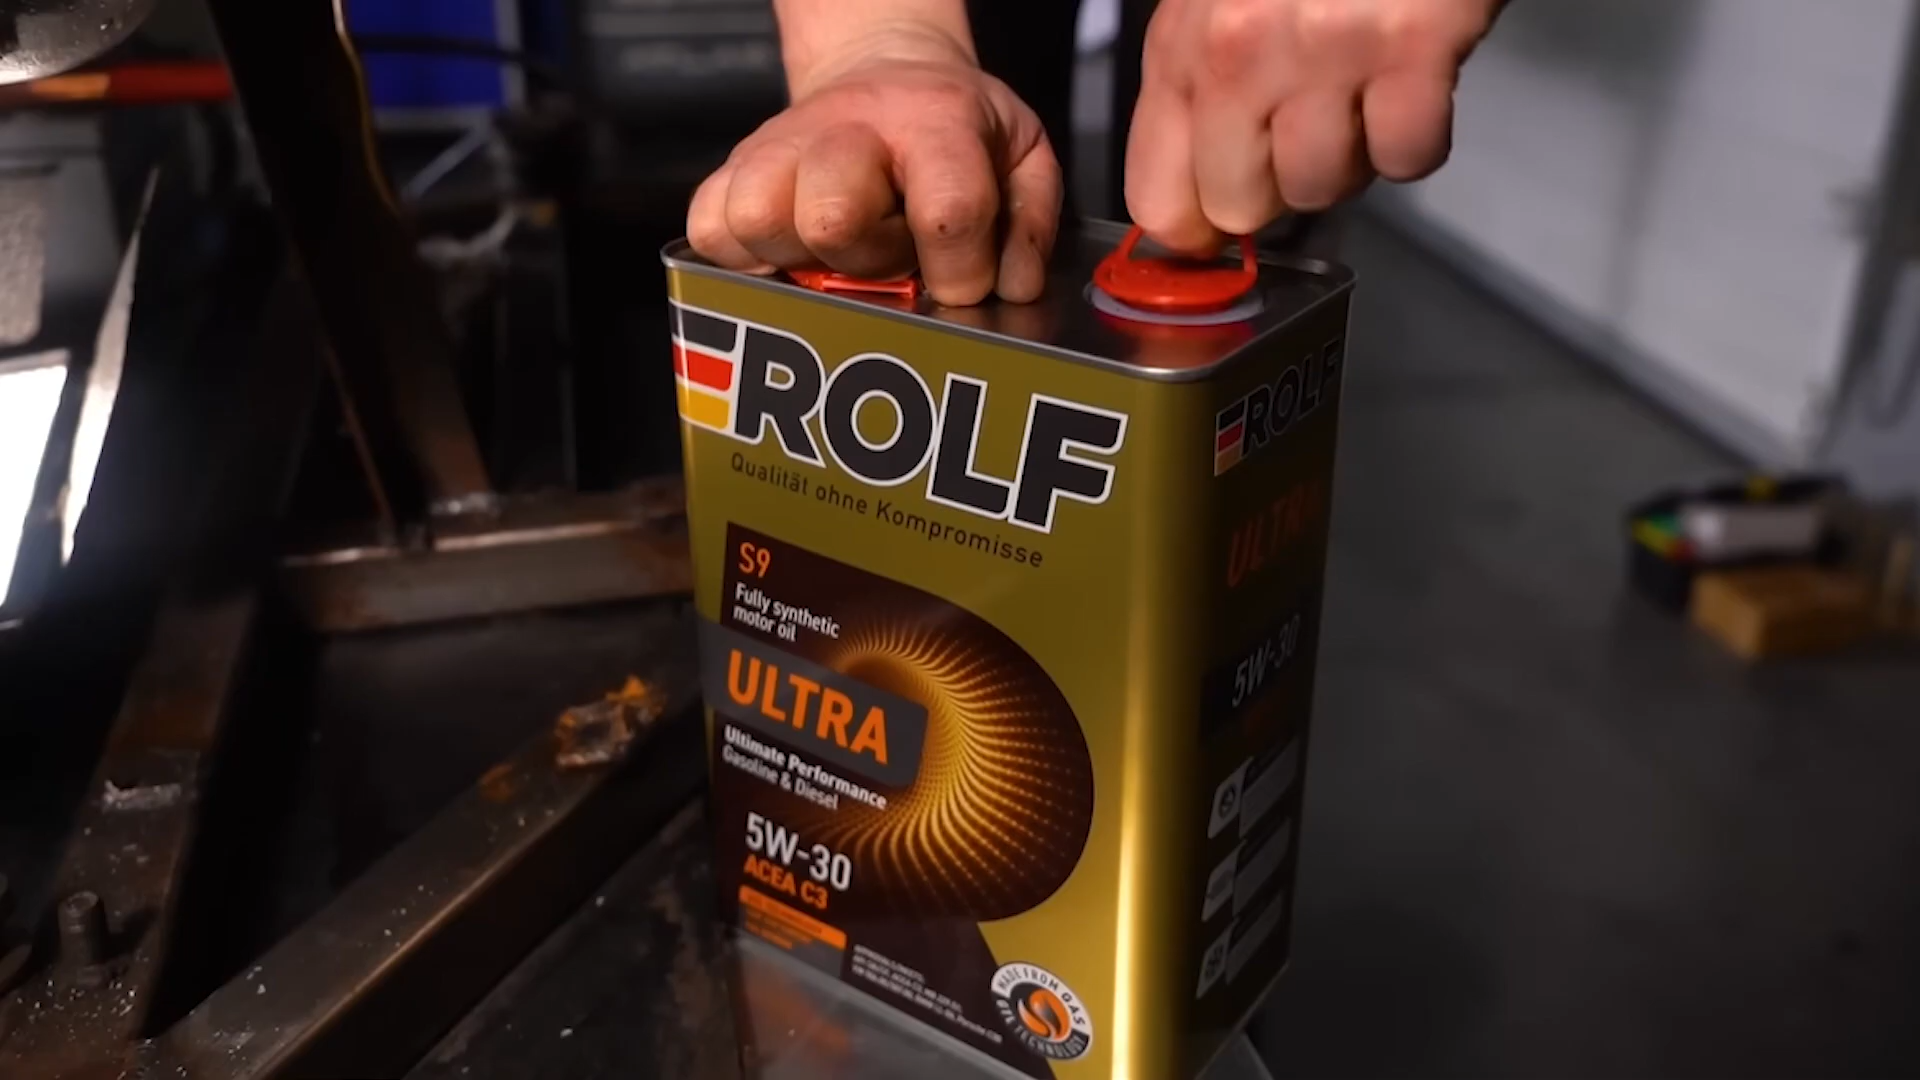 ROLF
Qualität ohne Kompromisse
S9
Fully synthetic
motor oil
ULTRA
Ultimate Performance
Gasoline & Diesel
5W-30
ACEA C3
MADE FROM GAS
GTL TECHNOLOGY
ROLF
ULTRA
5W-30